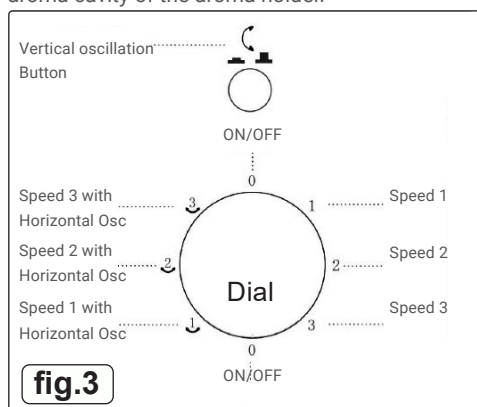 aroma cavity of the aroma holder.
Vertical oscillation
Button
ON/OFF
0
Speed 3 with
Horizontal Osc
3
1
Speed 1
Speed 2 with
Horizontal Osc
2
2
Speed 2
Dial
Speed 1 with
Horizontal Osc
1
3
Speed 3
0
ON/OFF
fig.3